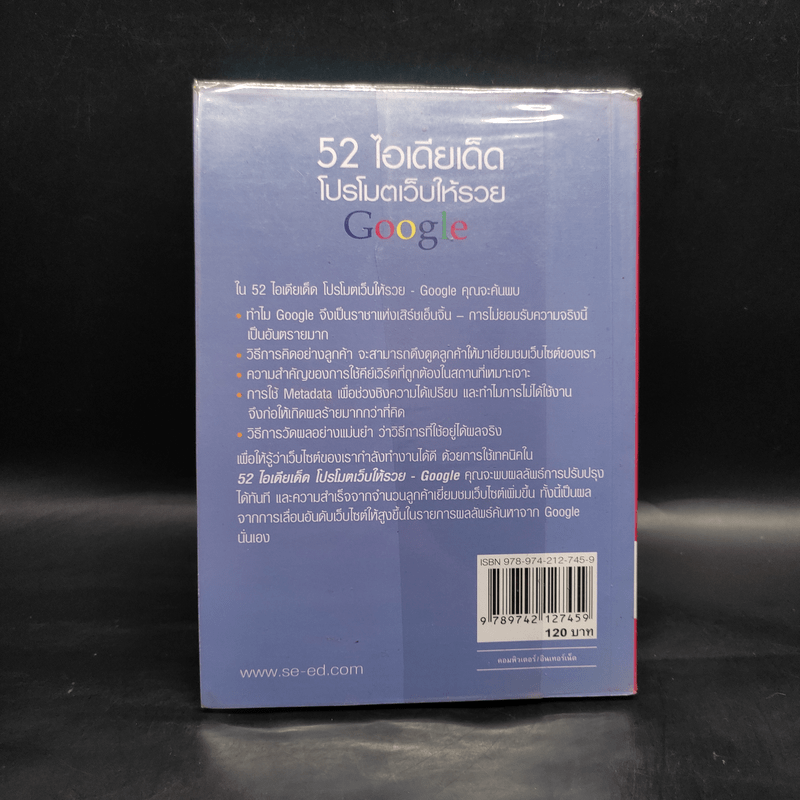 52 ไอเดียเด็ด
โปรโมตเว็บให้รวย
Google
ใน 52 ไอเดียเด็ด โปรโมตเว็บให้รวย - Google คุณจะค้นพบ
• ทำไม Google จึงเป็นราชาแห่งเสิร์ชเอ็นจิ้น – การไม่ยอมรับความจริงนี้
เป็นอันตรายมาก
• วิธีการคิดอย่างลูกค้า จะสามารถดึงดูดลูกค้าให้มาเยี่ยมชมเว็บไซต์ของเรา
• ความสำคัญของการใช้คีย์เวิร์ดที่ถูกต้องในสถานที่เหมาะเจาะ
• การใช้ Metadata เพื่อช่วงชิงความได้เปรียบ และทำไมการไม่ได้ใช้งาน
จึงก่อให้เกิดผลร้ายมากกว่าที่คิด
• วิธีการวัดผลอย่างแม่นยำ ว่าวิธีการที่ใช้อยู่ได้ผลจริง
เพื่อให้รู้ว่าเว็บไซต์ของเรากำลังทำงานได้ดี ด้วยการใช้เทคนิคใน
52 ไอเดียเด็ด โปรโมตเว็บให้รวย - Google คุณจะพบผลลัพธ์การปรับปรุง
ได้ทันที และความสำเร็จจากจำนวนลูกค้าเยี่ยมชมเว็บไซต์เพิ่มขึ้น ทั้งนี้เป็นผล
จากการเลื่อนอันดับเว็บไซต์ให้สูงขึ้นในรายการผลลัพธ์ค้นหาจาก Google
นั่นเอง
ISBN 978-974-212-745-9
9 789742 127459
120 บาท
คอมพิวเตอร์/อินเทอร์เน็ต
www.se-ed.com